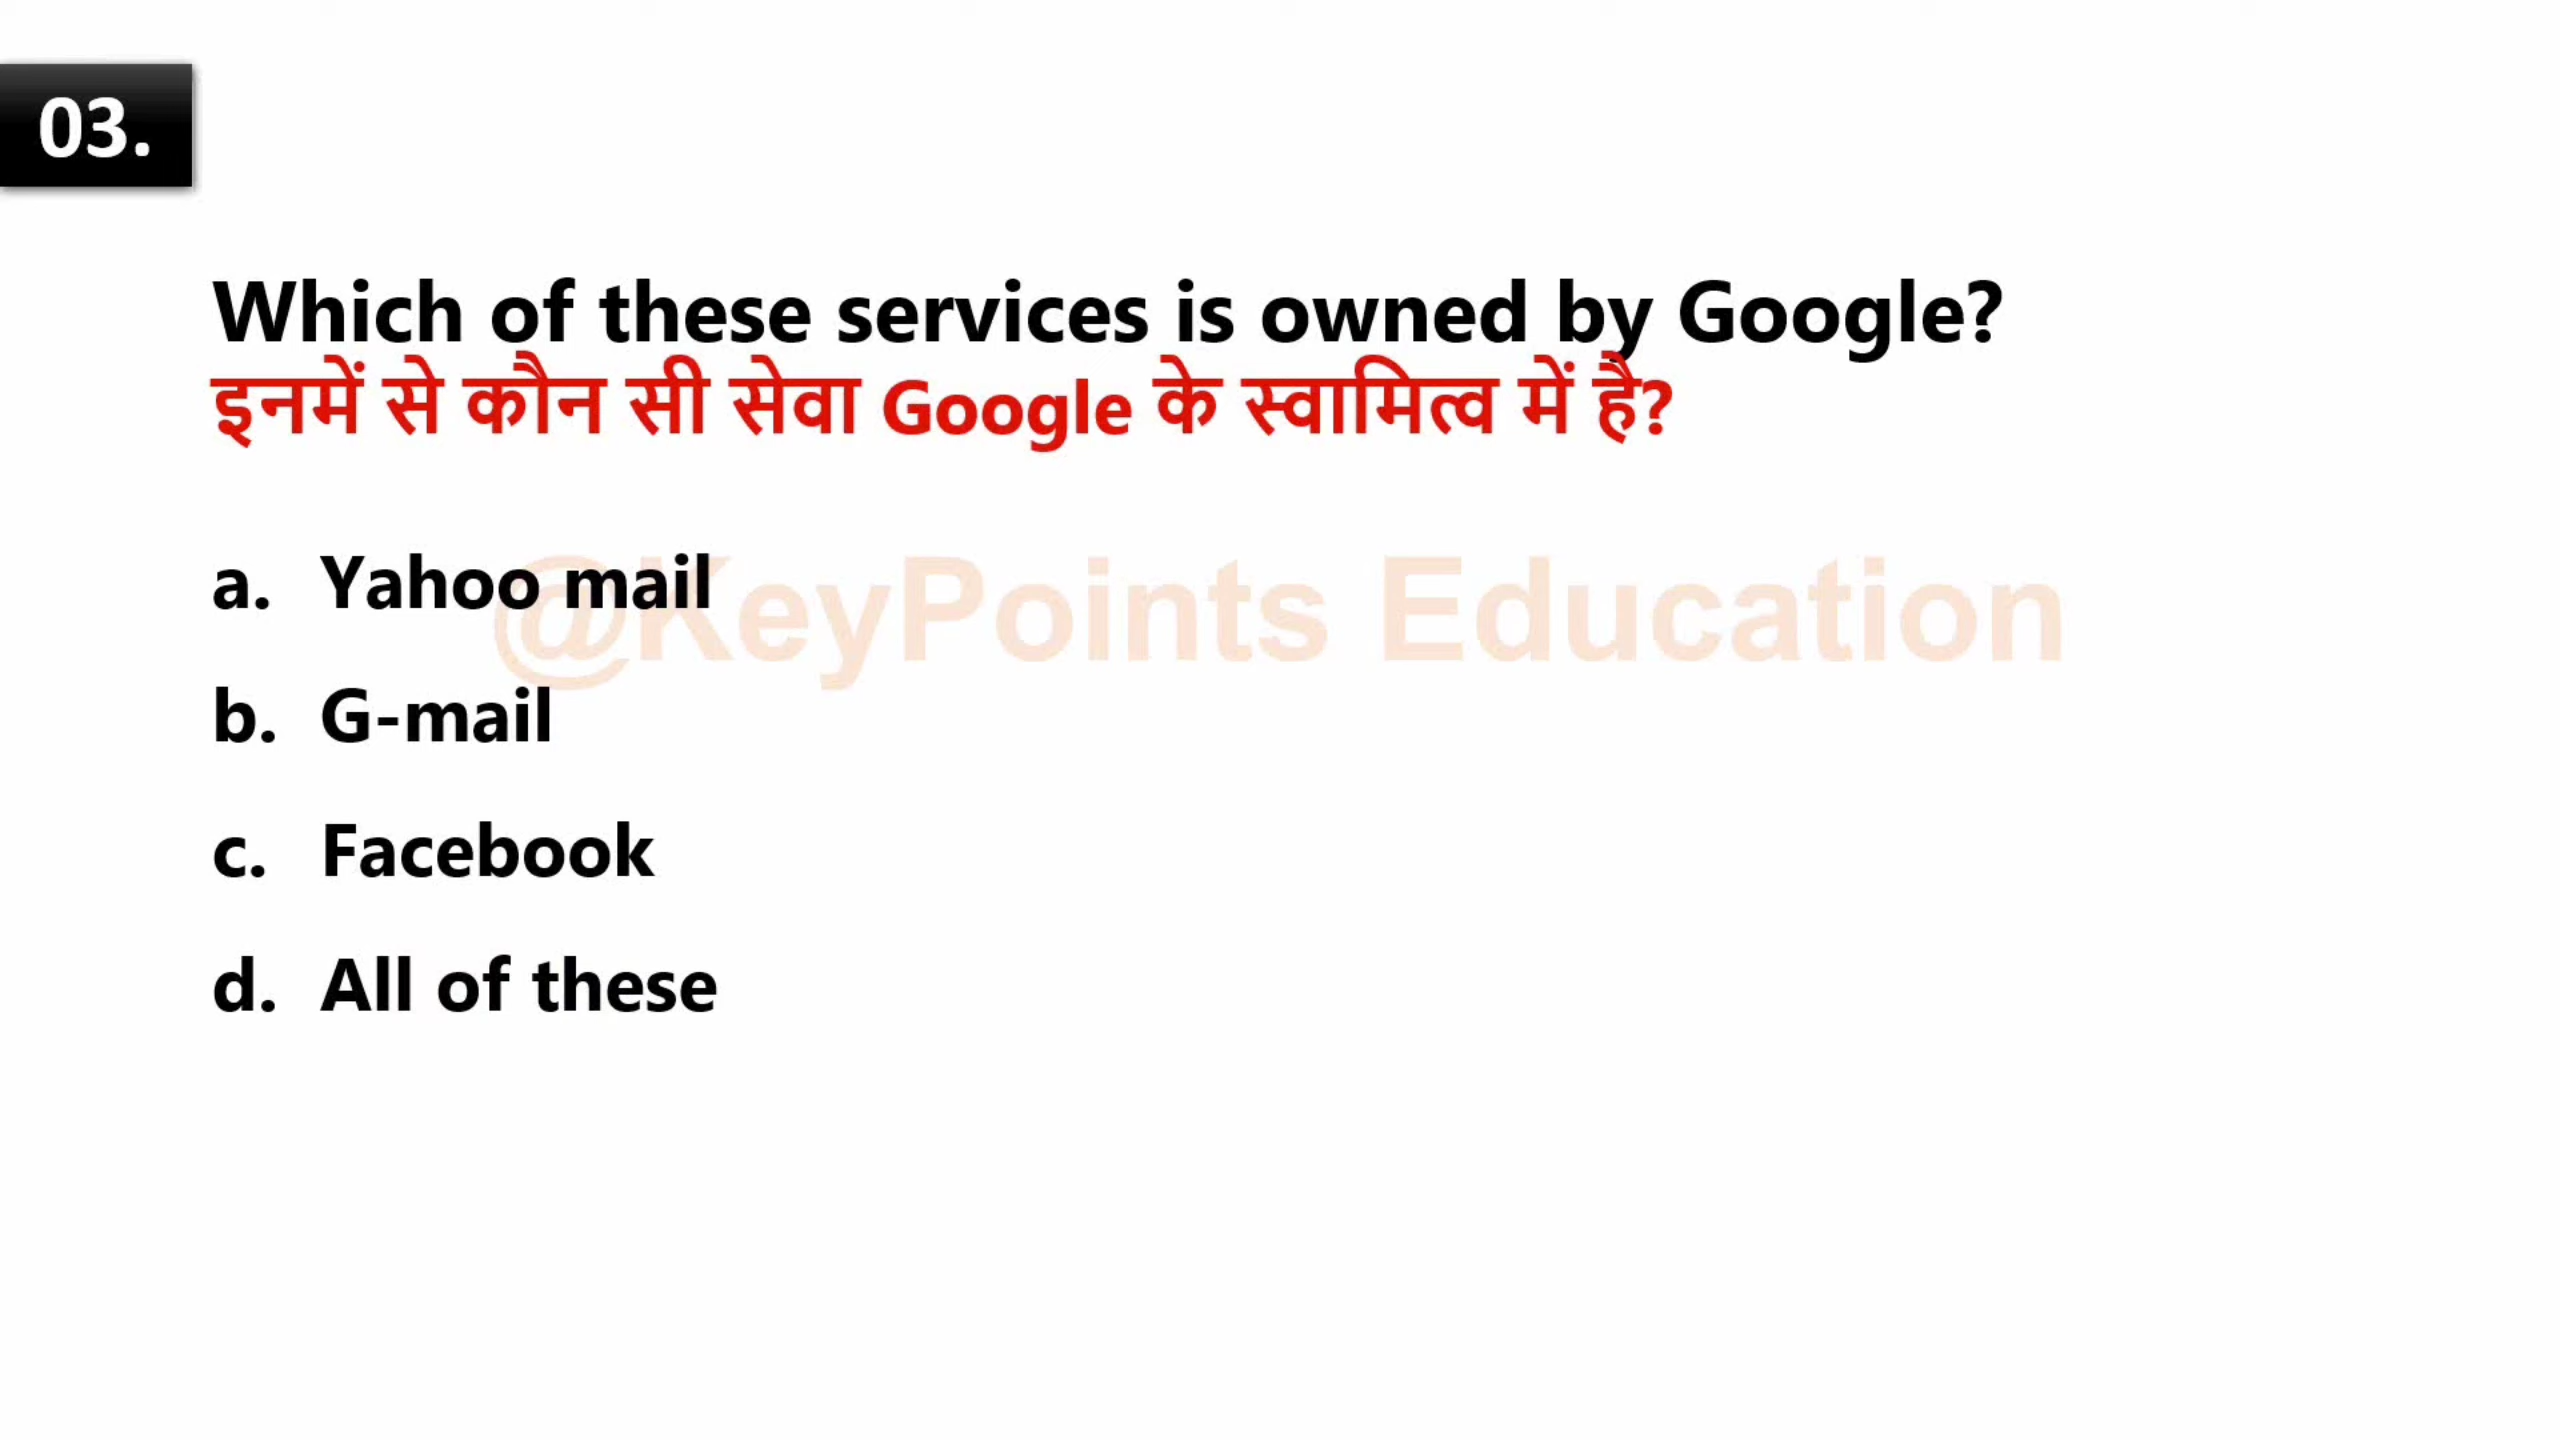 03.
Which of these services is owned by Google?
इनमें से कौन सी सेवा Google के स्वामित्व में है?
@KeyPoints Education
a. Yahoo mail
b. G-mail
c. Facebook
d. All of these